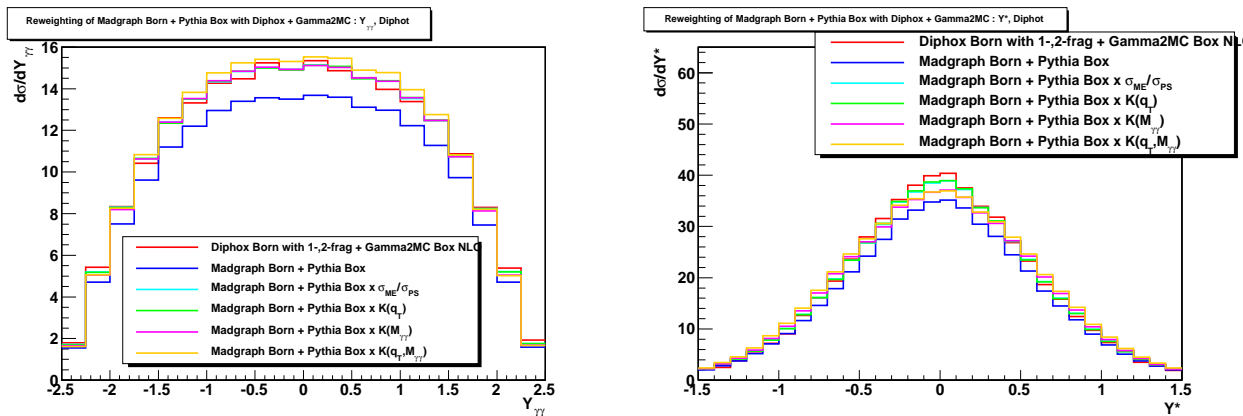 Reweighting of Madgraph Born + Pythia Box with Diphox + Gamma2MC : Yγγ, Diphot
dσ/dYγγ
16
14
12
10
8
6
4
2
0
-2.5 -2 -1.5 -1 -0.5 0 0.5 1 1.5 2 2.5
Yγγ
Diphox Born with 1-,2-frag + Gamma2MC Box NLO
Madgraph Born + Pythia Box
Madgraph Born + Pythia Box x σME/σPS
Madgraph Born + Pythia Box x K(qT)
Madgraph Born + Pythia Box x K(Mγγ)
Madgraph Born + Pythia Box x K(qT,Mγγ)
Reweighting of Madgraph Born + Pythia Box with Diphox + Gamma2MC : Y*, Diphot
dσ/dY*
60
50
40
30
20
10
0
-1.5 -1 -0.5 0 0.5 1 1.5
Y*
Diphox Born with 1-,2-frag + Gamma2MC Box NLO
Madgraph Born + Pythia Box
Madgraph Born + Pythia Box x σME/σPS
Madgraph Born + Pythia Box x K(qT)
Madgraph Born + Pythia Box x K(Mγγ)
Madgraph Born + Pythia Box x K(qT,Mγγ)